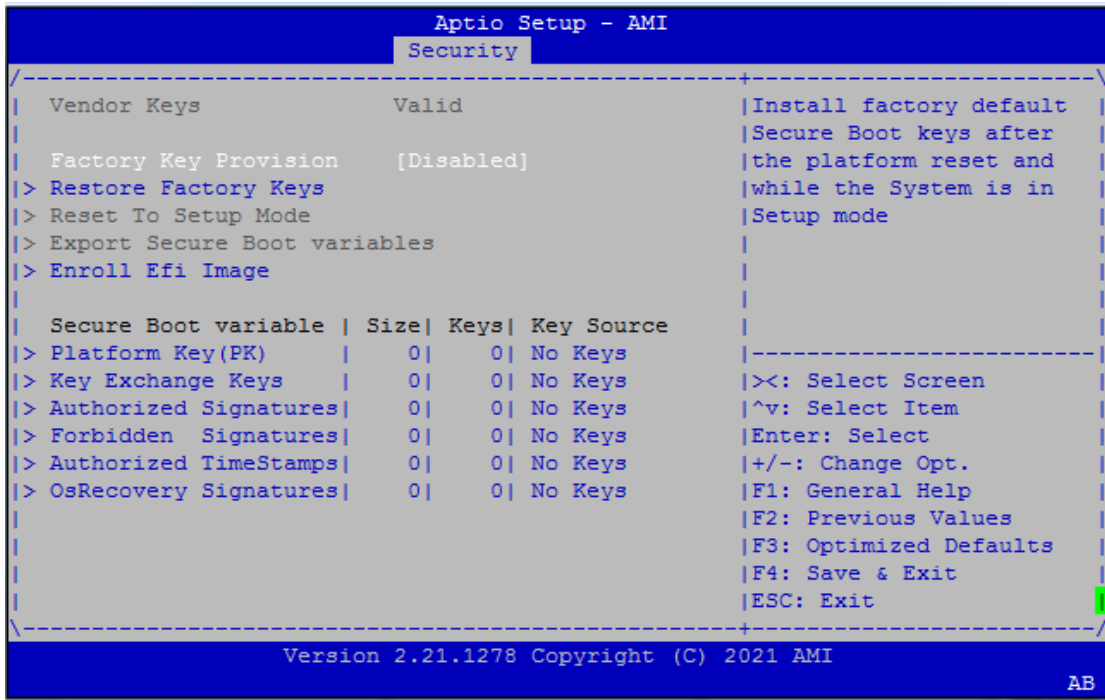 Aptio Setup - AMI
Security
/----------------------------------------------------+-------------------------\
| Vendor Keys Valid |Install factory default |
| |Secure Boot keys after |
| Factory Key Provision [Disabled] |the platform reset and |
|> Restore Factory Keys |while the System is in |
|> Reset To Setup Mode |Setup mode |
|> Export Secure Boot variables | |
|> Enroll Efi Image | |
| | |
| Secure Boot variable | Size| Keys| Key Source | |
|> Platform Key(PK) | 0| 0| No Keys |-------------------------|
|> Key Exchange Keys | 0| 0| No Keys |><: Select Screen |
|> Authorized Signatures| 0| 0| No Keys |^v: Select Item |
|> Forbidden Signatures| 0| 0| No Keys |Enter: Select |
|> Authorized TimeStamps| 0| 0| No Keys |+/-: Change Opt. |
|> OsRecovery Signatures| 0| 0| No Keys |F1: General Help |
| |F2: Previous Values |
| |F3: Optimized Defaults |
| |F4: Save & Exit |
| |ESC: Exit |
\----------------------------------------------------+-------------------------/
Version 2.21.1278 Copyright (C) 2021 AMI
AB